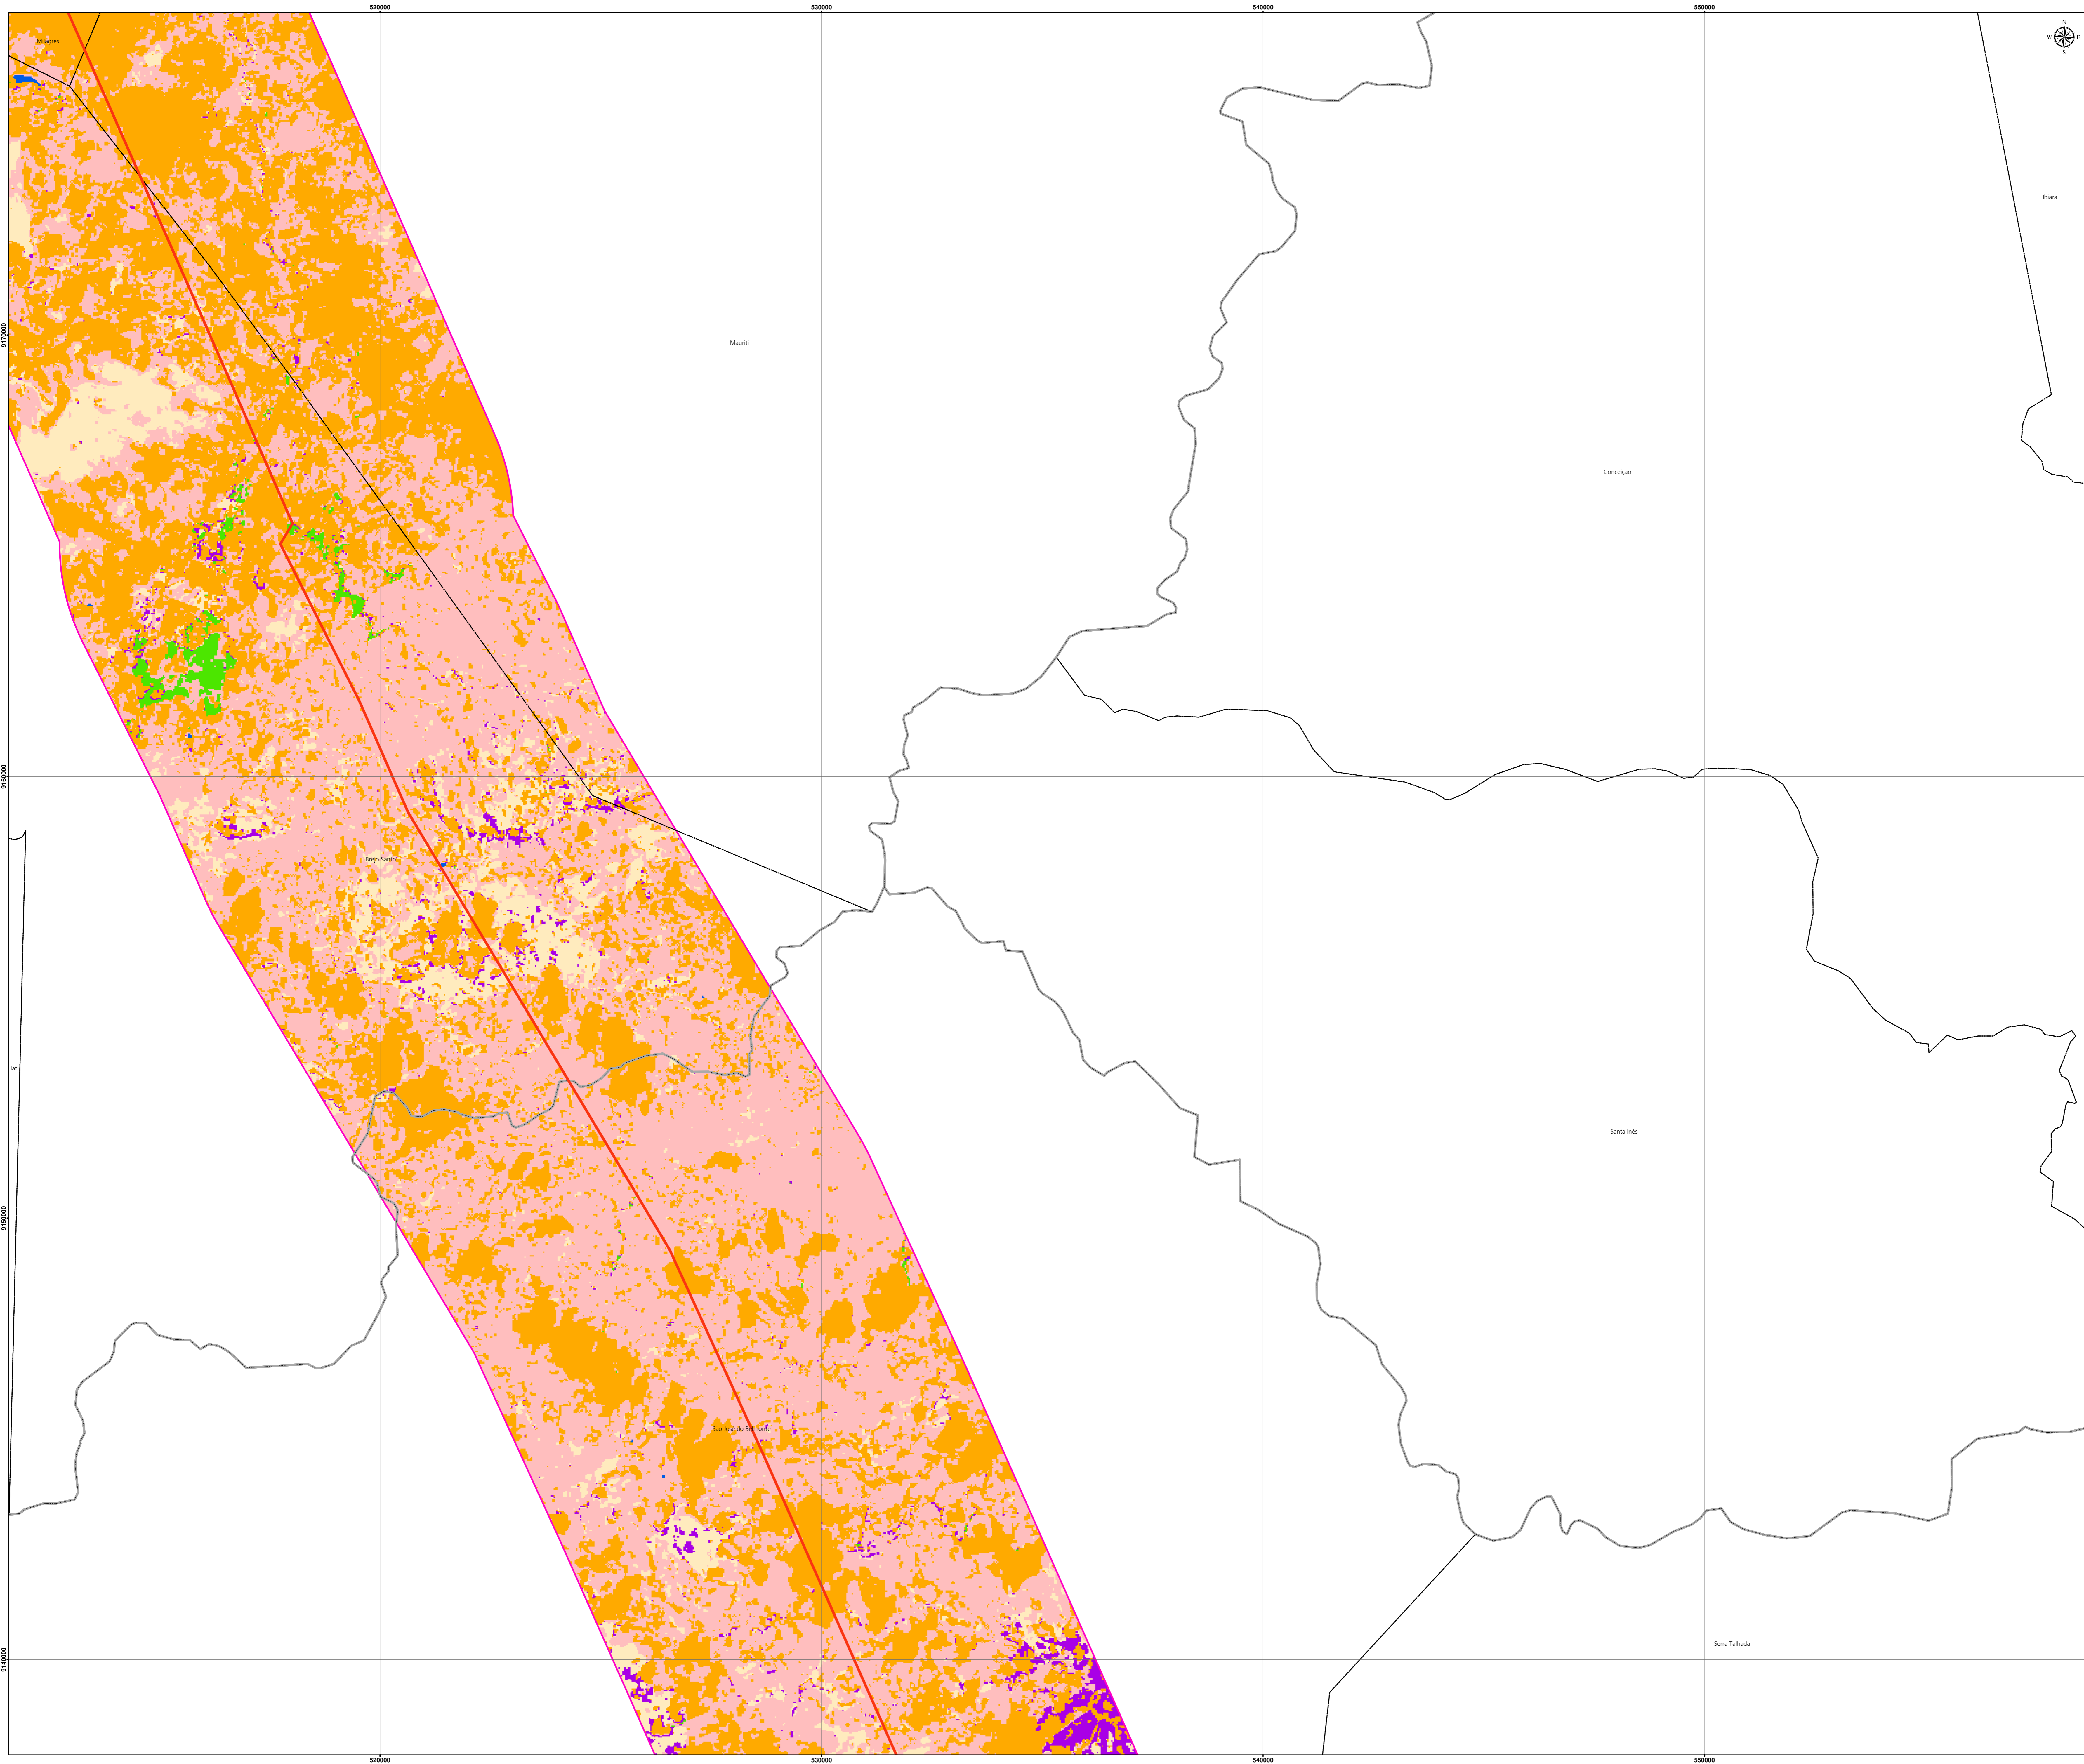 520000
530000
540000
550000
N
W
E
S
Milagres
Ibiara
9170000
Mauriti
Conceição
9160000
Brejo Santo
Jati
Santa Inês
9150000
São José do Belmonte
Serra Talhada
9140000
520000
530000
540000
550000